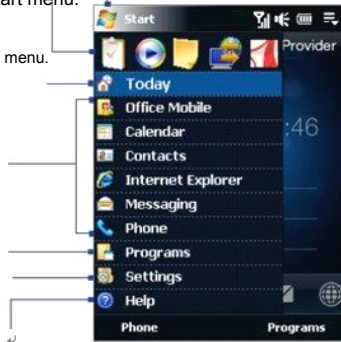 art menu.
Start
Provider
menu.
Today
Office Mobile
:46
Calendar
Contacts
Internet Explorer
Messaging
Phone
Programs
Settings
Help
Phone
Programs